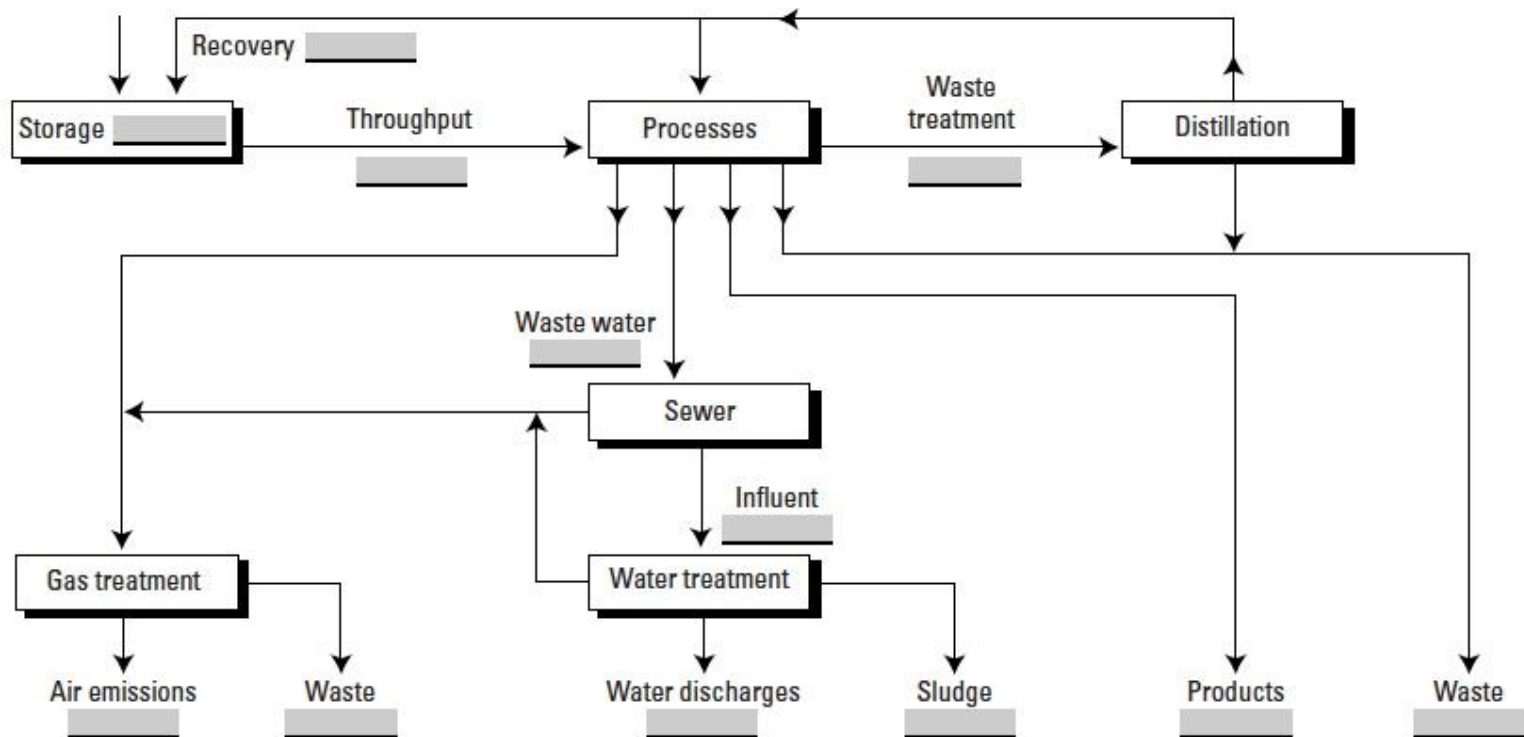 Recovery
Storage
Throughput
Processes
Waste
treatment
Distillation
Waste water
Sewer
Influent
Gas treatment
Water treatment
Air emissions
Waste
Water discharges
Sludge
Products
Waste